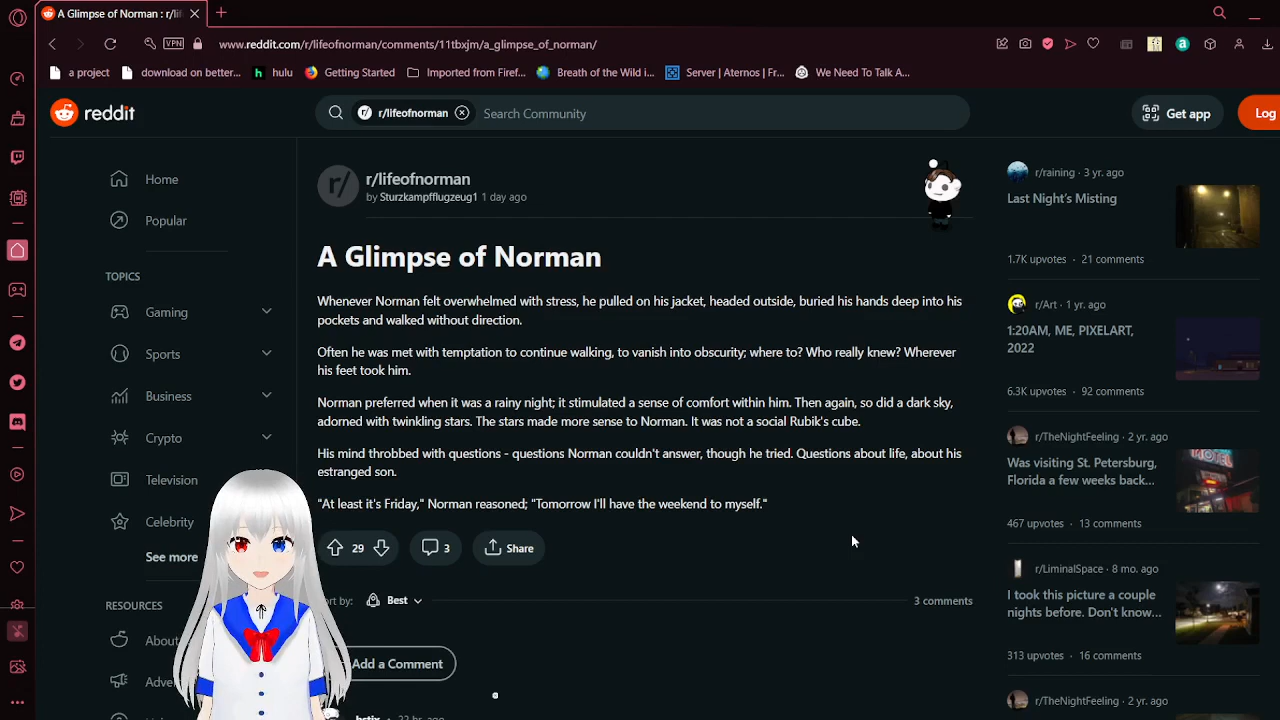 A Glimpse of Norman : r/li
www.reddit.com/r/lifeofnorman/comments/11tbxjm/a_glimpse_of_norman/
VPN
a project
download on better...
hulu
Getting Started
Imported from Firef...
Breath of the Wild i...
Server | Aternos | Fr...
We Need To Talk A...
reddit
r/lifeofnorman
Search Community
Get app
Log
Home
Popular
TOPICS
Gaming
Sports
Business
Crypto
Television
Celebrity
See more
RESOURCES
About
Adve
r/lifeofnorman
by Sturzkampfflugzeug1 1 day ago
A Glimpse of Norman
Whenever Norman felt overwhelmed with stress, he pulled on his jacket, headed outside, buried his hands deep into his
pockets and walked without direction.
Often he was met with temptation to continue walking, to vanish into obscurity; where to? Who really knew? Wherever
his feet took him.
Norman preferred when it was a rainy night; it stimulated a sense of comfort within him. Then again, so did a dark sky,
adorned with twinkling stars. The stars made more sense to Norman. It was not a social Rubik's cube.
His mind throbbed with questions - questions Norman couldn't answer, though he tried. Questions about life, about his
estranged son.
"At least it's Friday," Norman reasoned; "Tomorrow I'll have the weekend to myself."
29
3
Share
ort by:
Best
3 comments
Add a Comment
r/raining · 3 yr. ago
Last Night's Misting
1.7K upvotes · 21 comments
r/Art · 1 yr. ago
1:20AM, ME, PIXELART,
2022
6.3K upvotes · 92 comments
r/TheNightFeeling · 2 yr. ago
Was visiting St. Petersburg,
Florida a few weeks back...
467 upvotes · 13 comments
r/LiminalSpace · 8 mo. ago
I took this picture a couple
nights before. Don't know...
313 upvotes · 16 comments
r/TheNightFeeling · 2 yr. ago